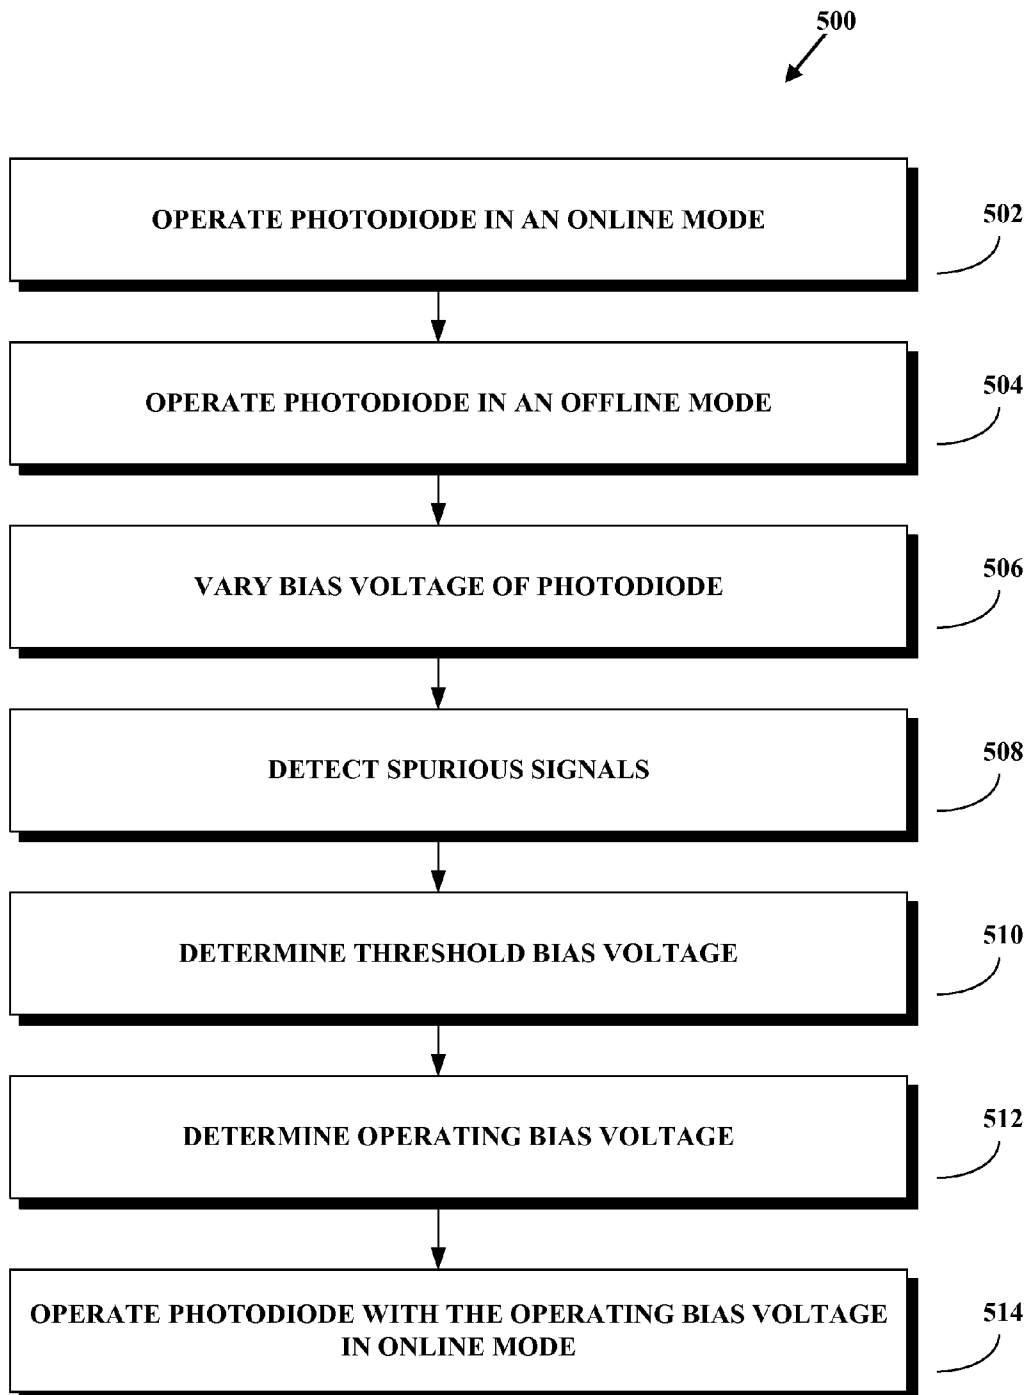 500
OPERATE PHOTODIODE IN AN ONLINE MODE
502
OPERATE PHOTODIODE IN AN OFFLINE MODE
504
VARY BIAS VOLTAGE OF PHOTODIODE
506
DETECT SPURIOUS SIGNALS
508
DETERMINE THRESHOLD BIAS VOLTAGE
510
DETERMINE OPERATING BIAS VOLTAGE
512
OPERATE PHOTODIODE WITH THE OPERATING BIAS VOLTAGE
IN ONLINE MODE
514